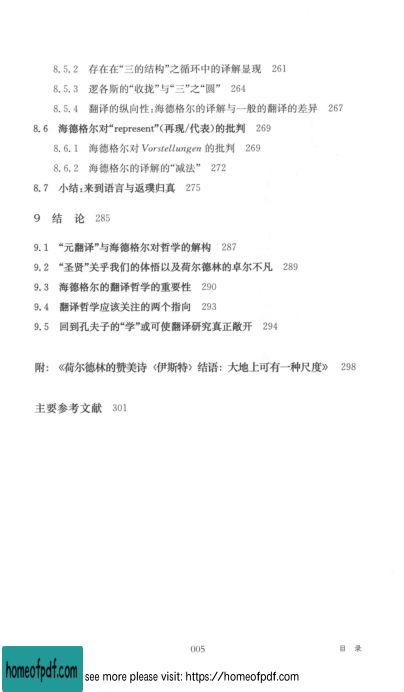 8.5.2 存在在“三的结构”之循环中的译解显现 261
8.5.3 逻各斯的“收拢”与“三”之“圆” 264
8.5.4 翻译的纵向性:海德格尔的译解与一般的翻译的差异 267
8.6 海德格尔对“represent”(再现/代表)的批判 269
8.6.1 海德格尔对 Vorstellungen 的批判 269
8.6.2 海德格尔的译解的“减法” 272
8.7 小结:来到语言与返璞归真 275
9 结 论 285
9.1 “元翻译”与海德格尔对哲学的解构 287
9.2 “圣贤”关乎我们的体悟以及荷尔德林的卓尔不凡 289
9.3 海德格尔的翻译哲学的重要性 290
9.4 翻译哲学应该关注的两个指向 293
9.5 回到孔夫子的“学”或可使翻译研究真正敞开 294
附:《荷尔德林的赞美诗〈伊斯特〉结语:大地上可有一种尺度》 298
主要参考文献 301
005 目 录
homeofpdf.com see more please visit: https://homeofpdf.com